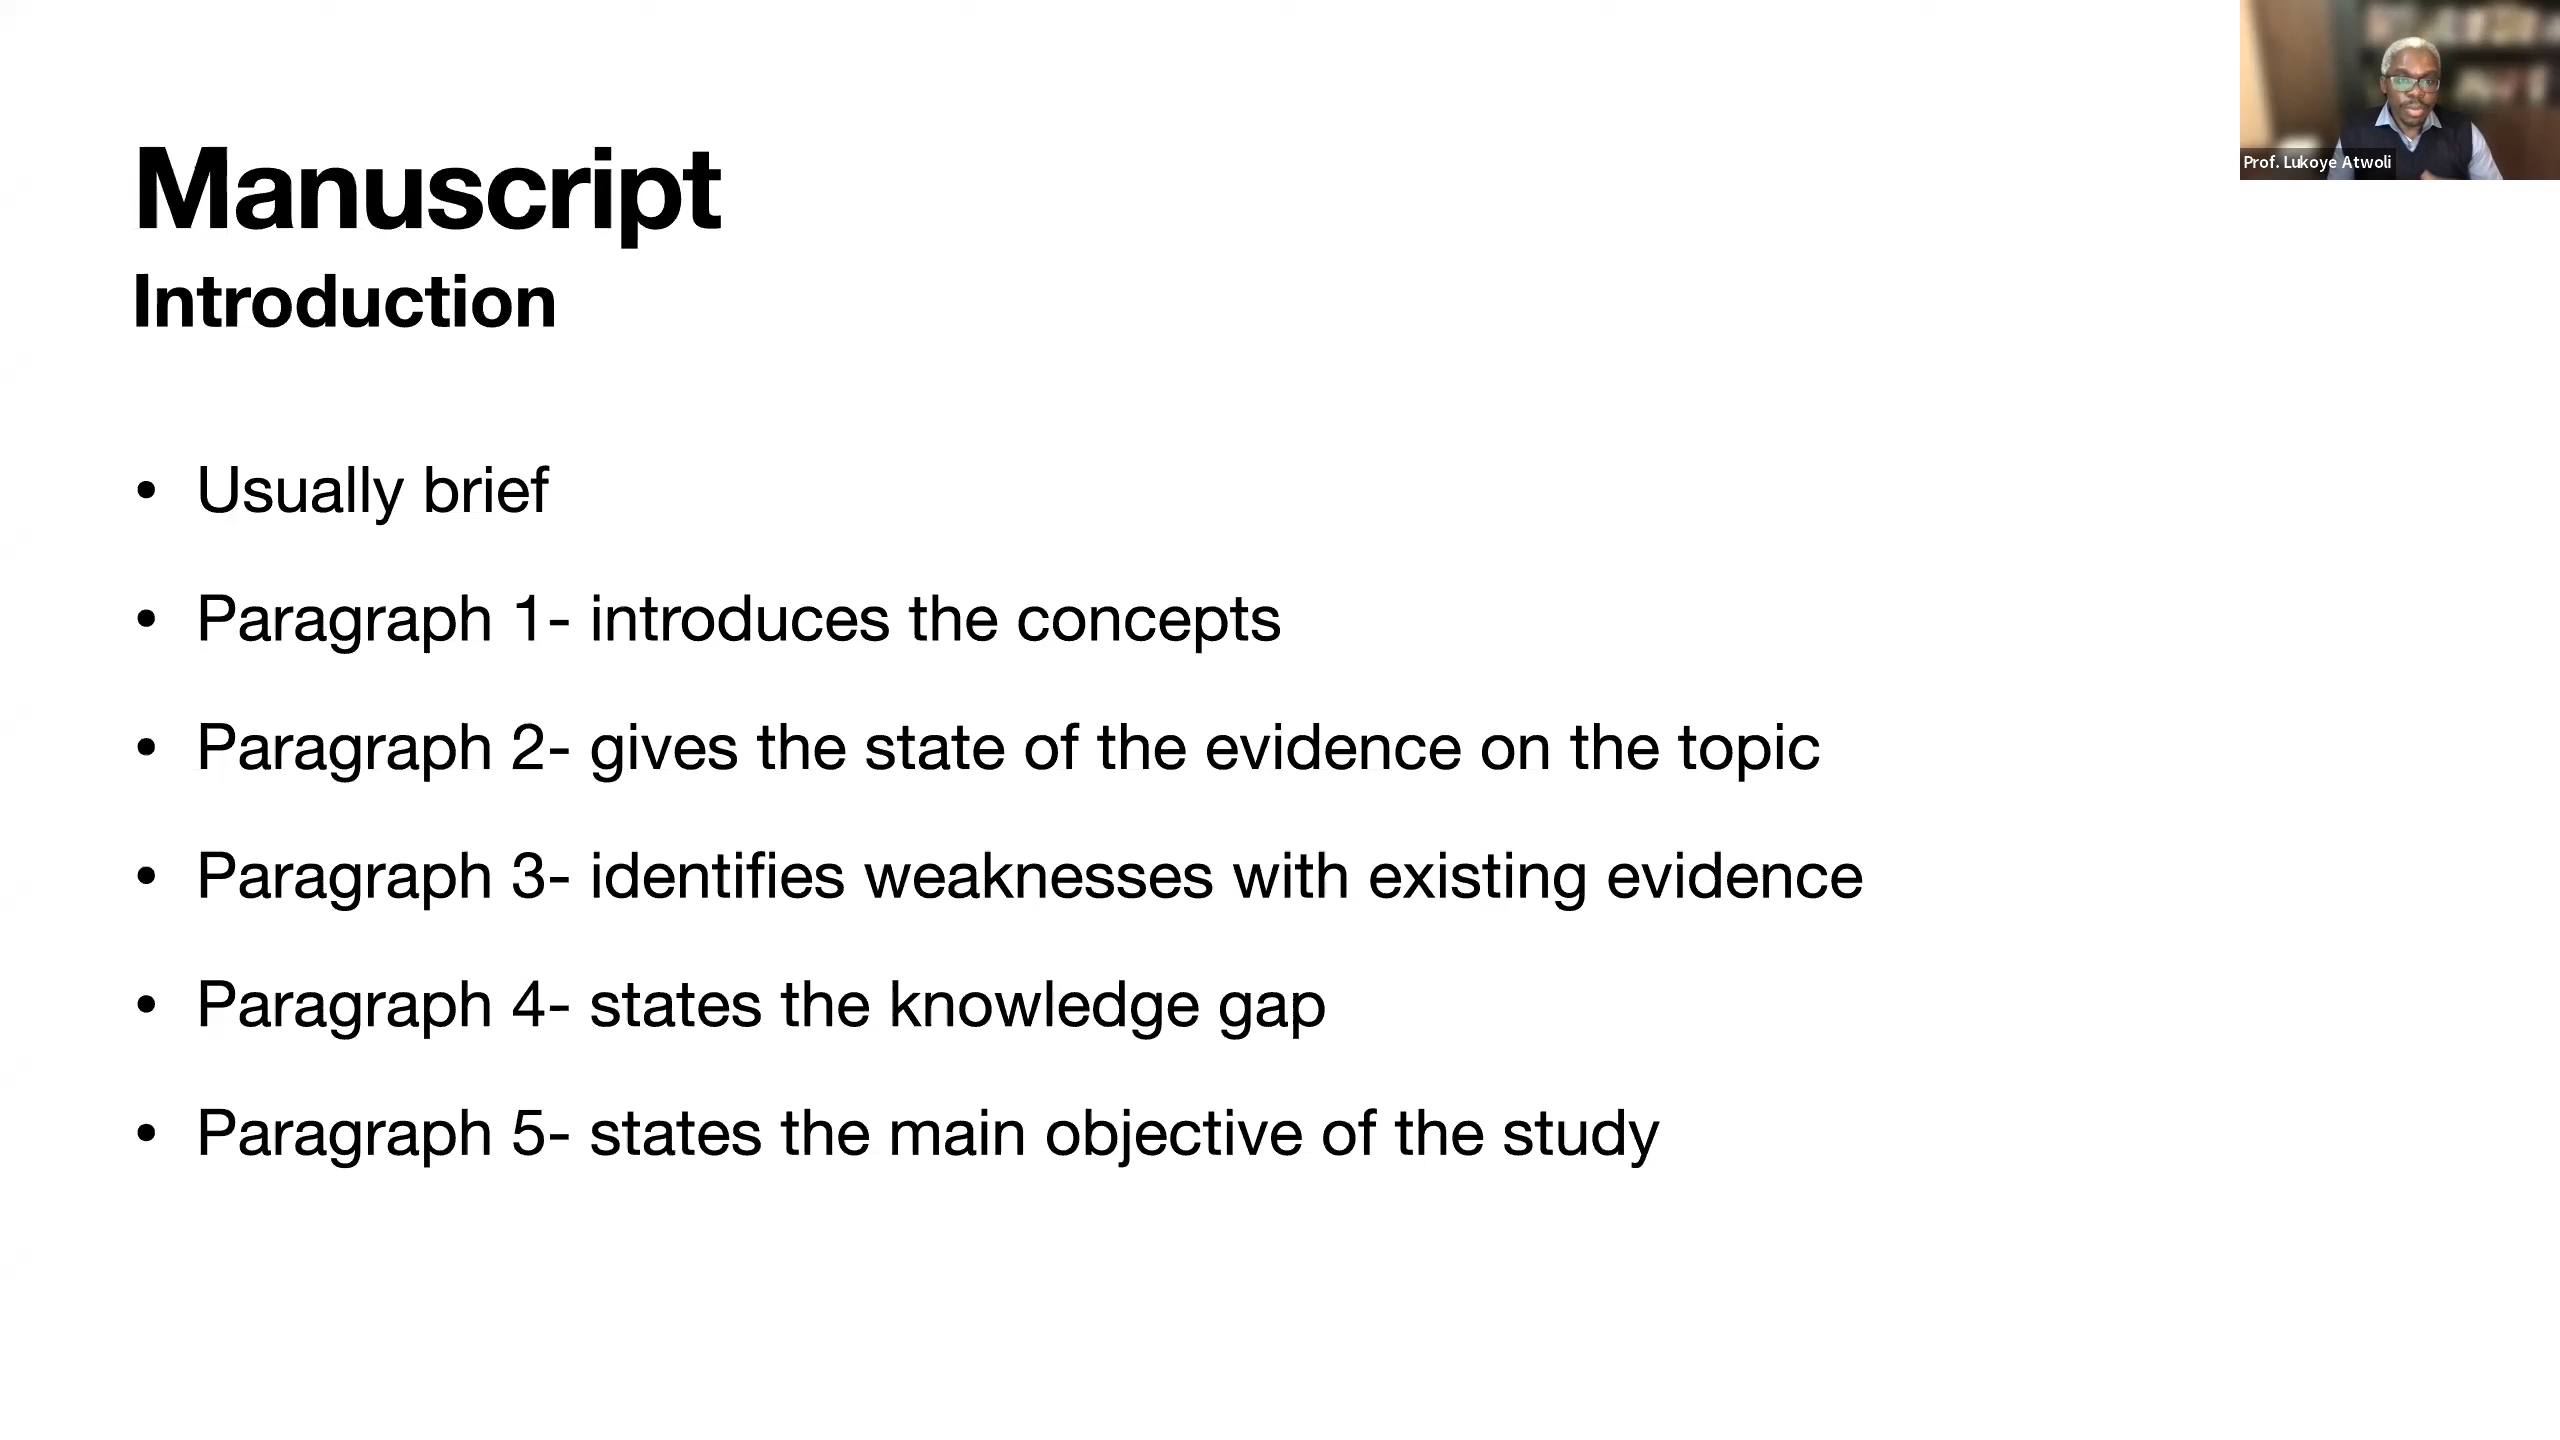 Manuscript
Introduction
• Usually brief
• Paragraph 1- introduces the concepts
• Paragraph 2- gives the state of the evidence on the topic
• Paragraph 3- identifies weaknesses with existing evidence
• Paragraph 4- states the knowledge gap
• Paragraph 5- states the main objective of the study
Prof. Lukoye Atwoli